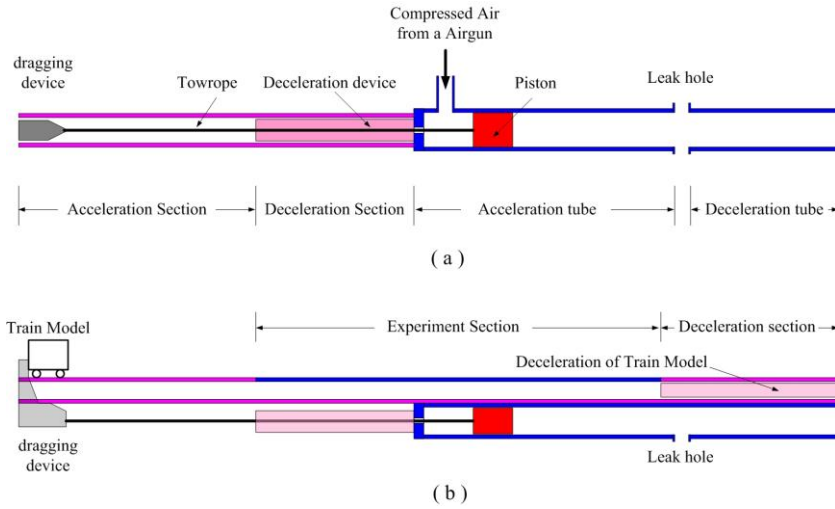 Compressed Air
from a Airgun
dragging
device
Towrope
Deceleration device
Piston
Leak hole
Acceleration Section
Deceleration Section
Acceleration tube
Deceleration tube
( a )
Train Model
Experiment Section
Deceleration section
Deceleration of Train Model
dragging
device
Leak hole
( b )